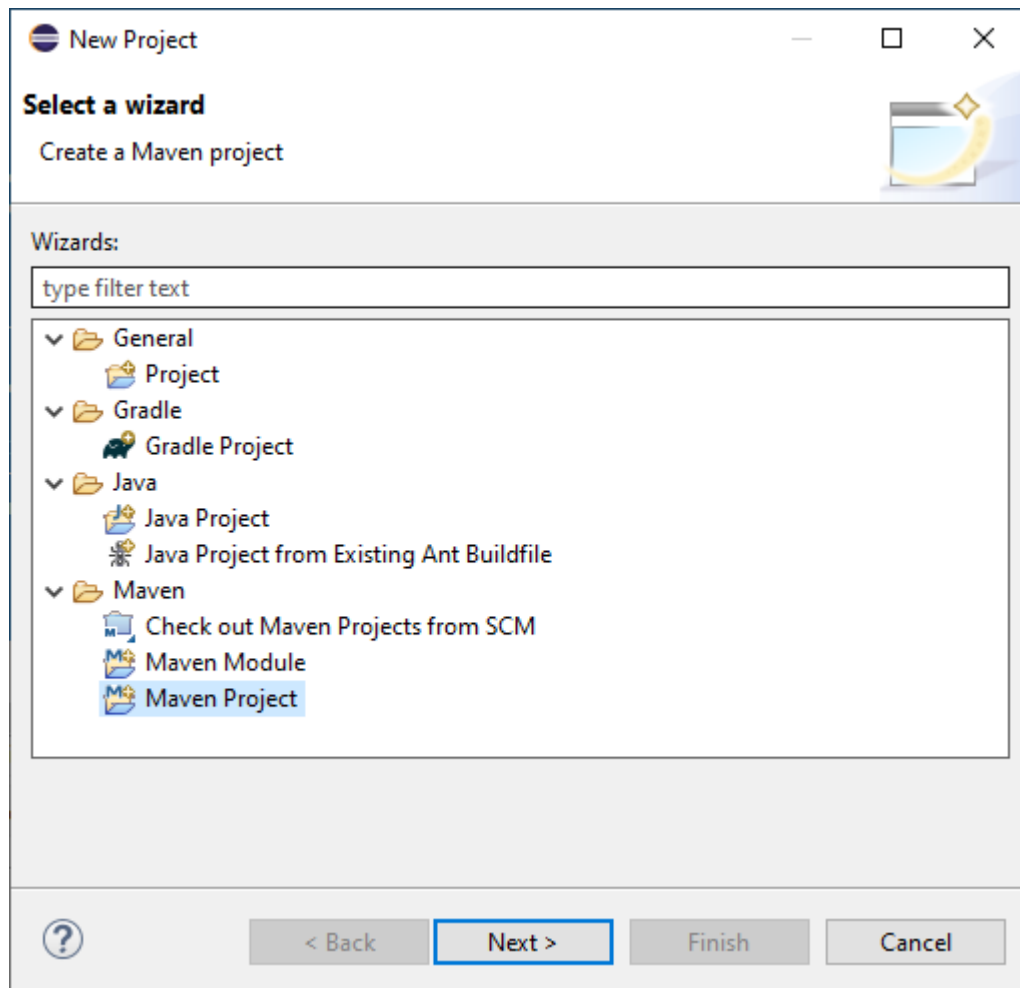 New Project
Select a wizard
Create a Maven project
Wizards:
type filter text
General
Project
Gradle
Gradle Project
Java
Java Project
Java Project from Existing Ant Buildfile
Maven
Check out Maven Projects from SCM
Maven Module
Maven Project
? < Back Next > Finish Cancel